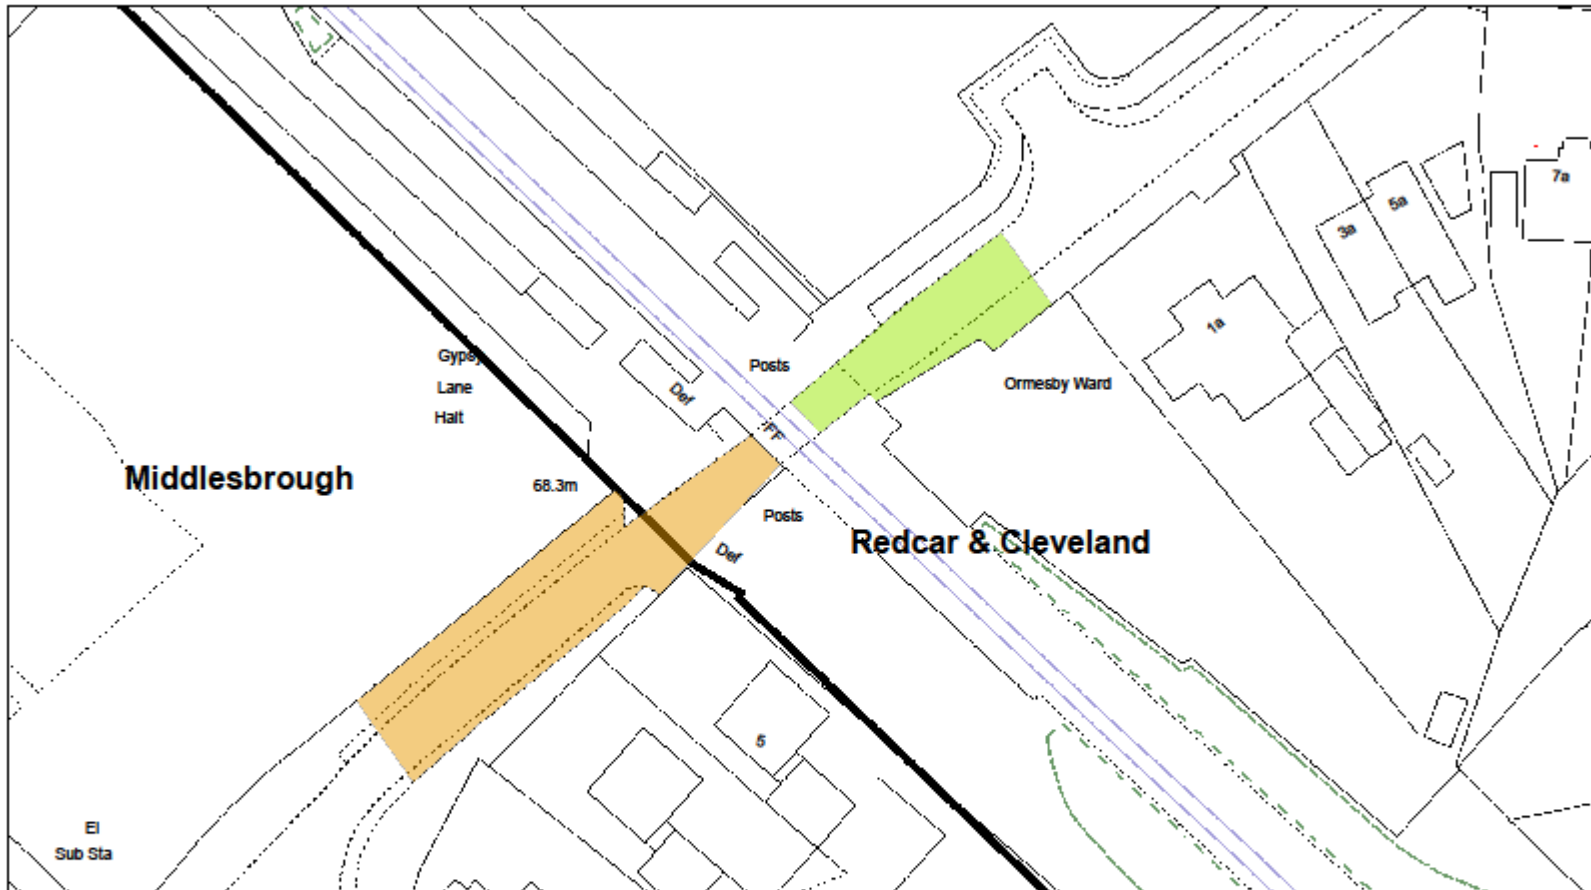 7a
5a
3a
1a
Gypsy
Lane
Halt
Posts
Def
Ormesby Ward
FF
Middlesbrough
68.3m
Posts
Def
Redcar & Cleveland
5
El
Sub Sta